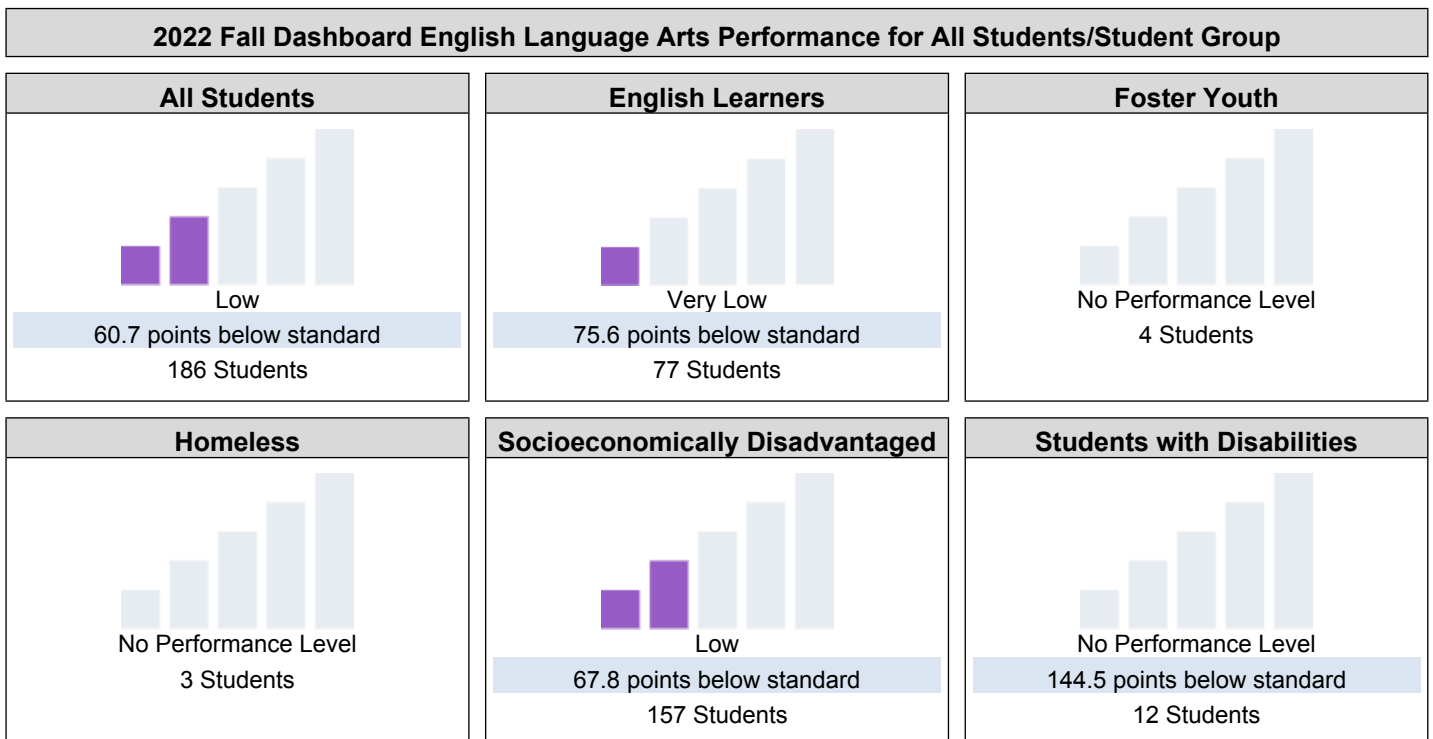 2022 Fall Dashboard English Language Arts Performance for All Students/Student Group
All Students
Low
60.7 points below standard
186 Students
English Learners
Very Low
75.6 points below standard
77 Students
Foster Youth
No Performance Level
4 Students
Homeless
No Performance Level
3 Students
Socioeconomically Disadvantaged
Low
67.8 points below standard
157 Students
Students with Disabilities
No Performance Level
144.5 points below standard
12 Students